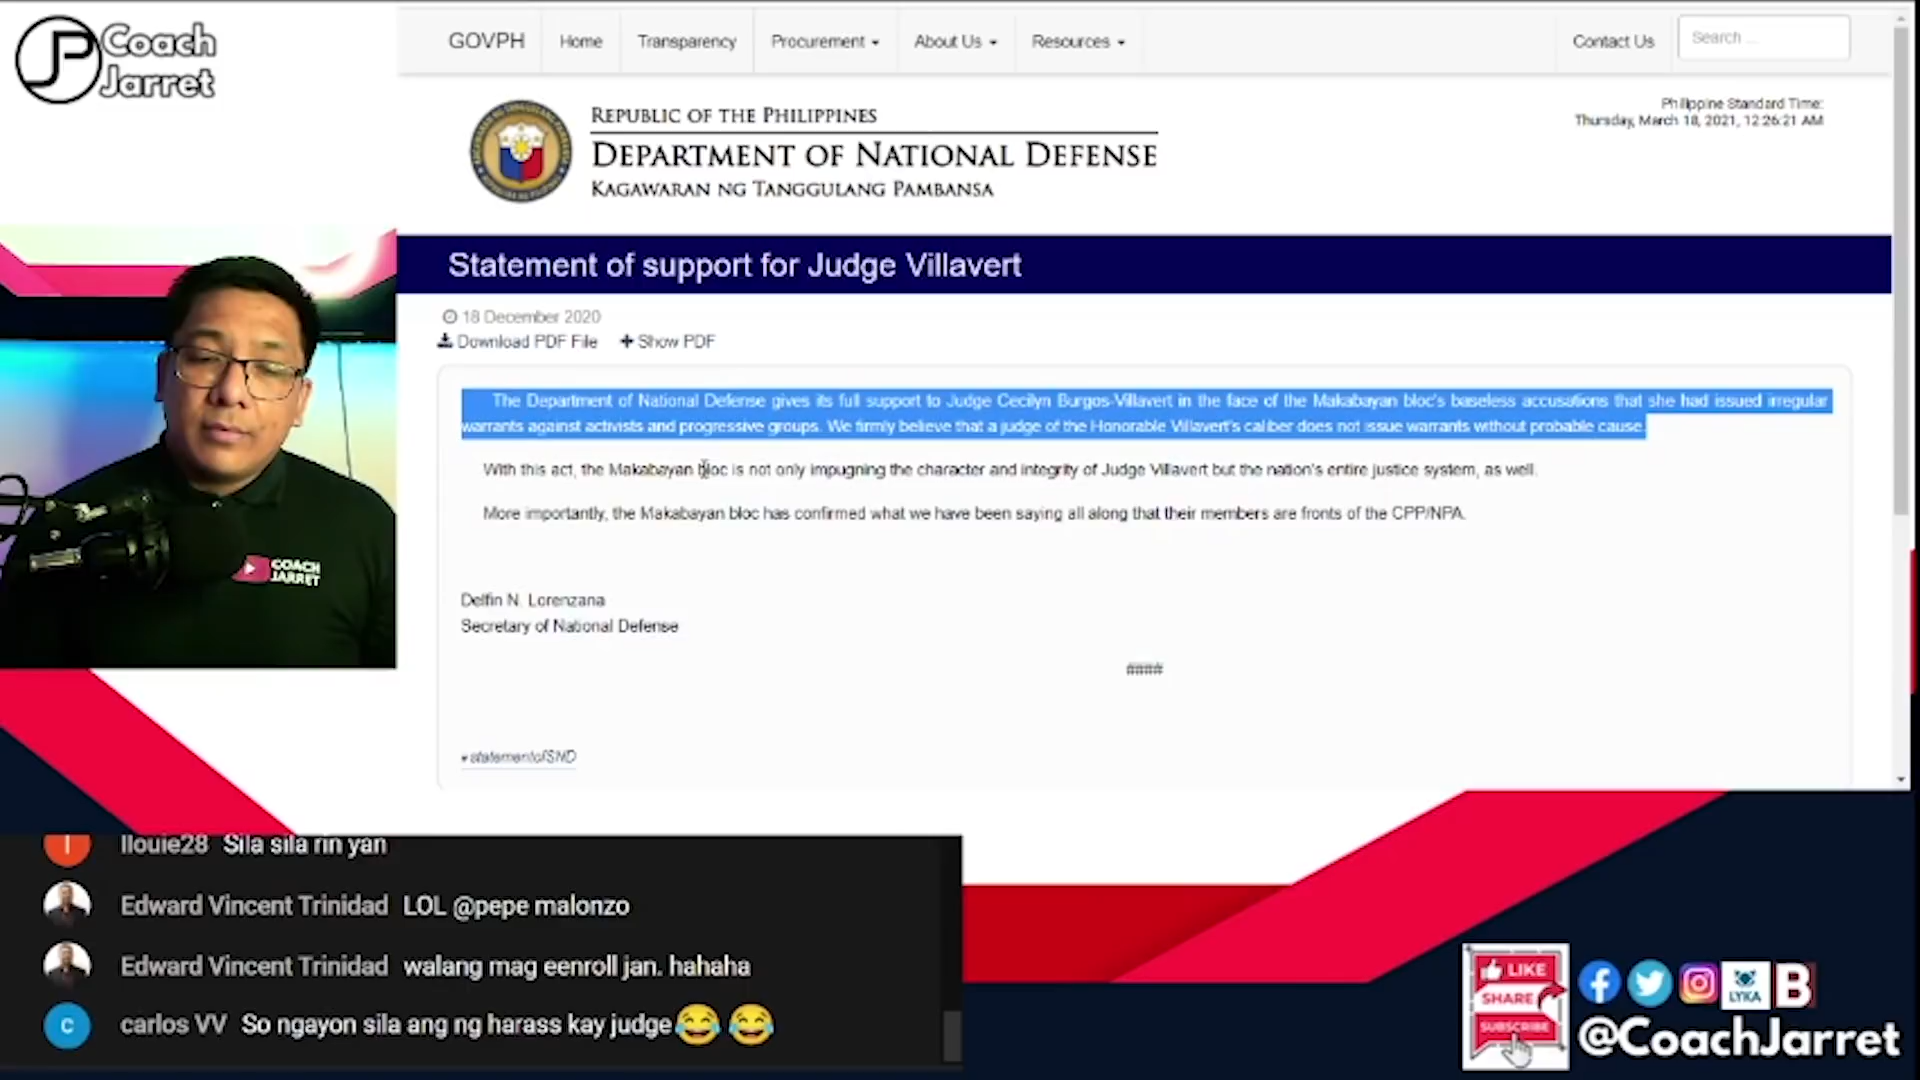 JP Coach
Jarret
GOVPH Home Transparency Procurement About Us Resources Contact Us Search ...
Philippine Standard Time:
Thursday, March 18, 2021, 12:26:21 AM
REPUBLIC OF THE PHILIPPINES
DEPARTMENT OF NATIONAL DEFENSE
KAGAWARAN NG TANGGULANG PAMBANSA
Statement of support for Judge Villavert
18 December 2020
Download PDF File + Show PDF
The Department of National Defense gives its full support to Judge Cecilyn Burgos-Villavert in the face of the Makabayan bloc's baseless accusations that she had issued irregular
warrants against activists and progressive groups. We firmly believe that a judge of the Honorable Villavert's caliber does not issue warrants without probable cause.
With this act, the Makabayan bloc is not only impugning the character and integrity of Judge Villavert but the nation's entire justice system, as well.
More importantly, the Makabayan bloc has confirmed what we have been saying all along that their members are fronts of the CPP/NPA.
Delfin N. Lorenzana
Secretary of National Defense
####
#statementofSND
COACH
JARRET
I llouie28 Sila sila rin yan
Edward Vincent Trinidad LOL @pepe malonzo
Edward Vincent Trinidad walang mag eenroll jan. hahaha
C carlos VV So ngayon sila ang ng harass kay judge😂 😂
LIKE
SHARE
SUBSCRIBE
LYKA
B
@CoachJarret